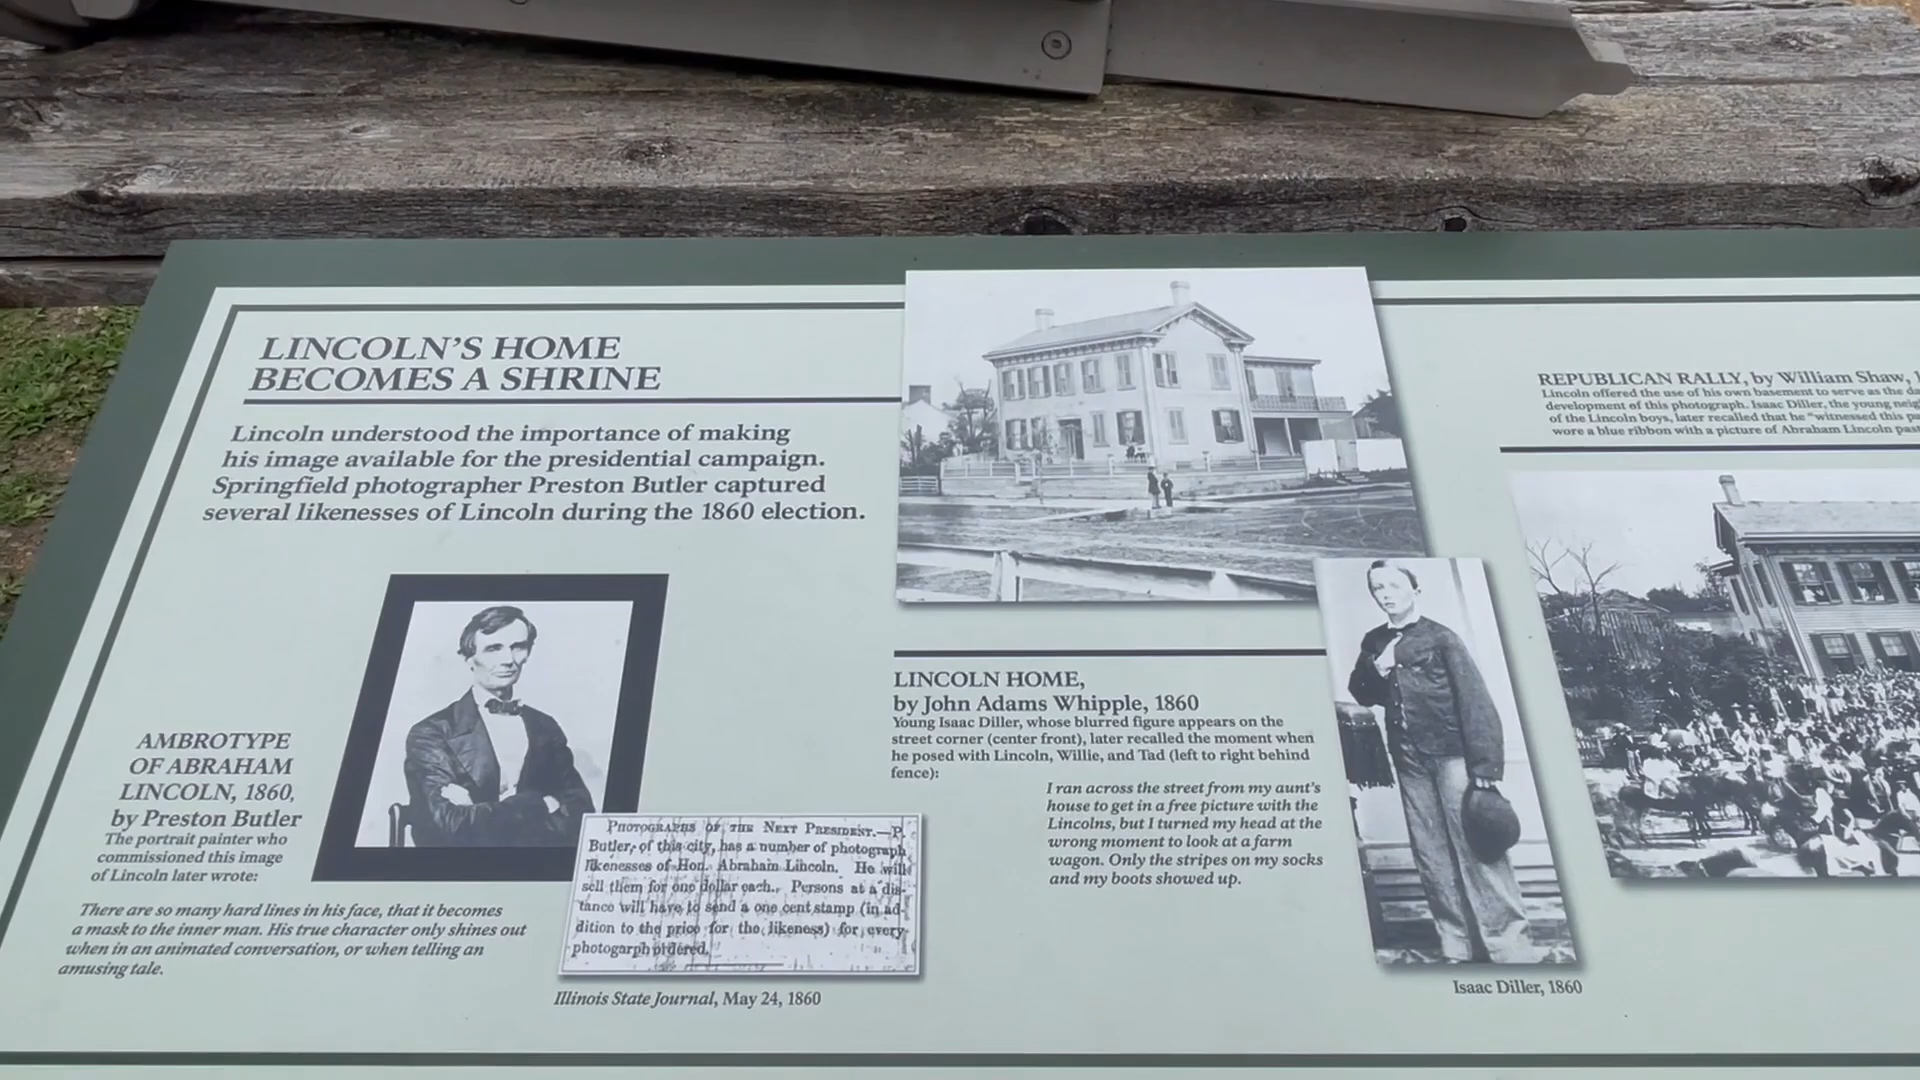 LINCOLN'S HOME
BECOMES A SHRINE
Lincoln understood the importance of making
his image available for the presidential campaign.
Springfield photographer Preston Butler captured
several likenesses of Lincoln during the 1860 election.
AMBROTYPE
OF ABRAHAM
LINCOLN, 1860,
by Preston Butler
The portrait painter who
commissioned this image
of Lincoln later wrote:
There are so many hard lines in his face, that it becomes
a mask to the inner man. His true character only shines out
when in an animated conversation, or when telling an
amusing tale.
PHOTOGRAPHS OF THE NEXT PRESIDENT.—P.
Butler, of this city, has a number of photograph
likenesses of Hon. Abraham Lincoln. He will
sell them for one dollar each. Persons at a dis-
tance will have to send a one cent stamp (in ad-
dition to the price for the likeness) for every
photogarph ordered.
Illinois State Journal, May 24, 1860
LINCOLN HOME,
by John Adams Whipple, 1860
Young Isaac Diller, whose blurred figure appears on the
street corner (center front), later recalled the moment when
he posed with Lincoln, Willie, and Tad (left to right behind
fence):
I ran across the street from my aunt's
house to get in a free picture with the
Lincolns, but I turned my head at the
wrong moment to look at a farm
wagon. Only the stripes on my socks
and my boots showed up.
Isaac Diller, 1860
REPUBLICAN RALLY, by William Shaw, 1
Lincoln offered the use of his own basement to serve as the da
development of this photograph. Isaac Diller, the young neig
of the Lincoln boys, later recalled that he "witnessed this pa
wore a blue ribbon with a picture of Abraham Lincoln past